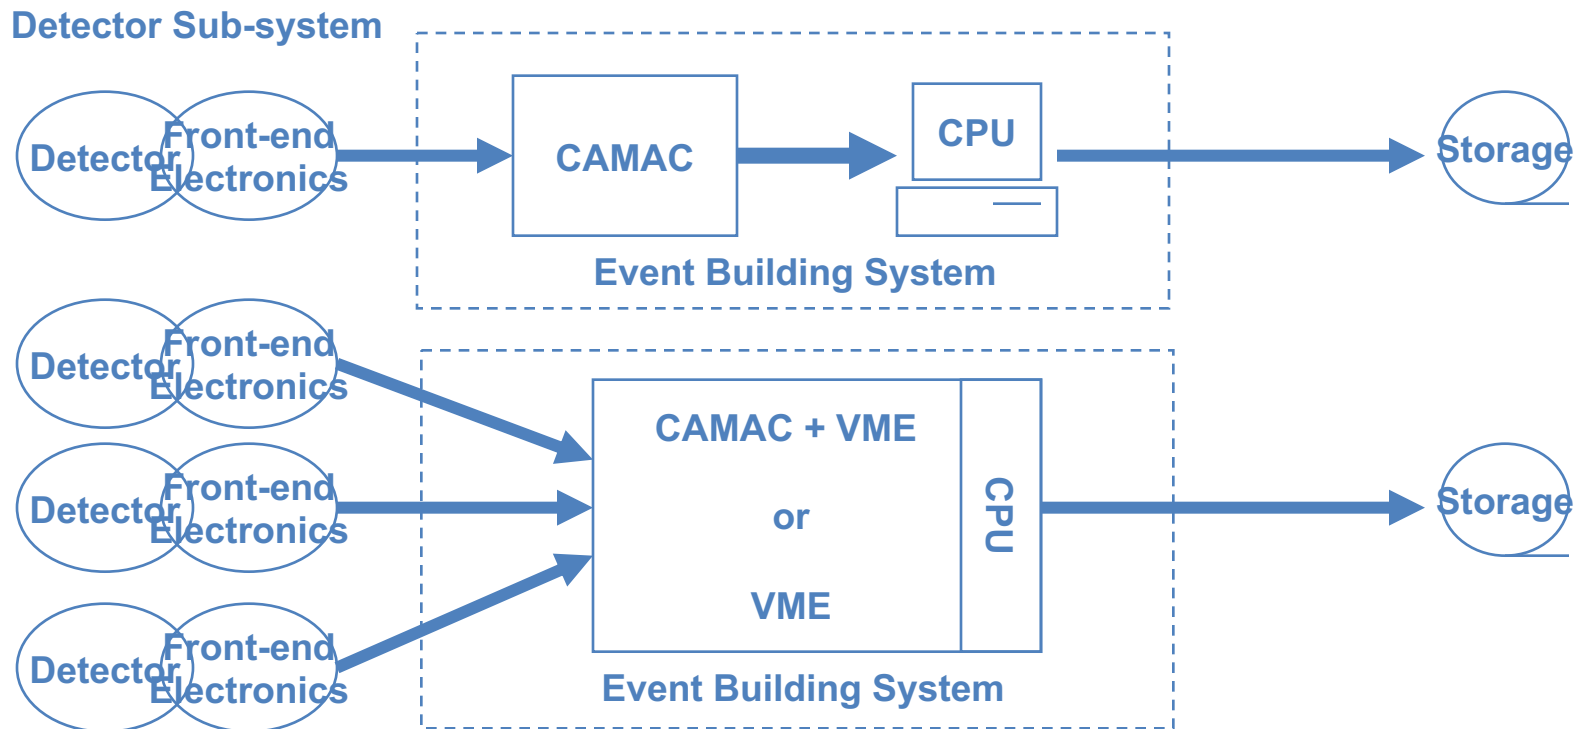 Detector Sub-system
Detector
Front-end
Electronics
CAMAC
CPU
Storage
Event Building System
Detector
Front-end
Electronics
Detector
Front-end
Electronics
Detector
Front-end
Electronics
CAMAC + VME
or
VME
CPU
Storage
Event Building System